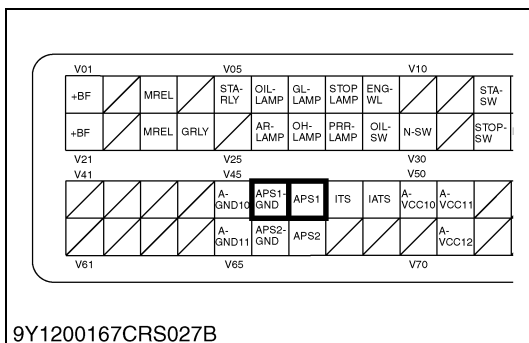 V01 V05 V10
+BF MREL STA-RLY OIL-LAMP GL-LAMP STOP LAMP ENG-WL STA-SW
+BF MREL GRLY AR-LAMP OH-LAMP PRR-LAMP OIL-SW N-SW STOP-SW
V21 V25 V30
V41 V45 V50
A-GND10 APS1-GND APS1 ITS IATS A-VCC10 A-VCC11
A-GND11 APS2-GND APS2 A-VCC12
V61 V65 V70
9Y1200167CRS027B